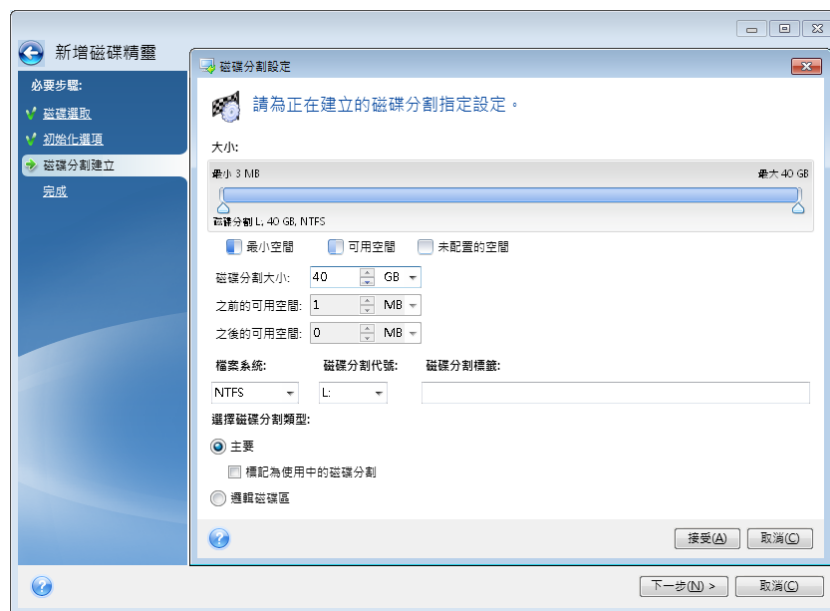 新增磁碟精靈
必要步驟:
磁碟選取
初始化選項
磁碟分割建立
完成
磁碟分割設定
請為正在建立的磁碟分割指定設定。
大小:
最小 3 MB 最大 40 GB
磁碟分割 L:, 40 GB, NTFS
最小空間 可用空間 未配置的空間
磁碟分割大小: 40 GB
之前的可用空間: 1 MB
之後的可用空間: 0 MB
檔案系統: 磁碟分割代號: 磁碟分割標籤:
NTFS L:
選擇磁碟分割類型:
主要
標記為使用中的磁碟分割
邏輯磁碟區
接受(A) 取消(C)
下一步(N) > 取消(C)